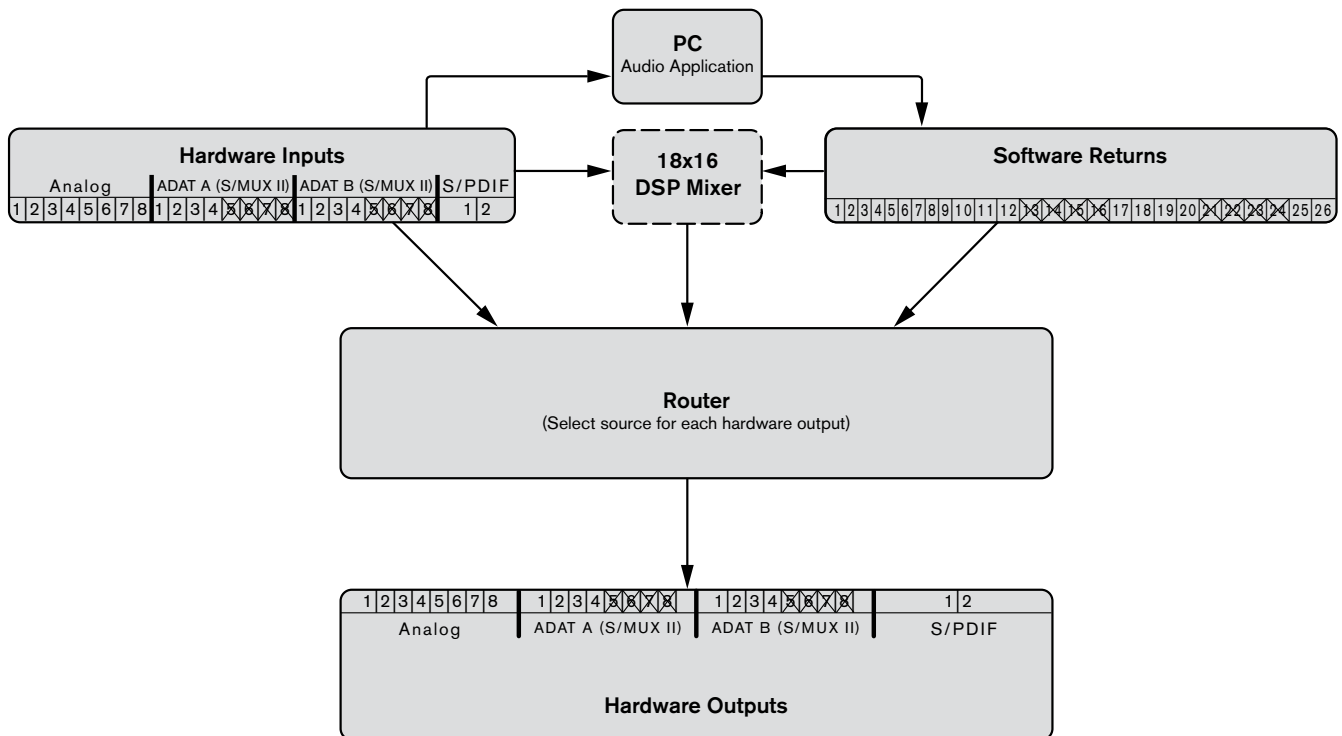 PC
Audio Application
Hardware Inputs
Analog ADAT A (S/MUX II) ADAT B (S/MUX II) S/PDIF
1 2 3 4 5 6 7 8 1 2 3 4 5 6 7 8 1 2 3 4 5 6 7 8 1 2
18x16
DSP Mixer
Software Returns
1 2 3 4 5 6 7 8 9 10 11 12 13 14 15 16 17 18 19 20 21 22 23 24 25 26
Router
(Select source for each hardware output)
1 2 3 4 5 6 7 8 1 2 3 4 5 6 7 8 1 2 3 4 5 6 7 8 1 2
Analog ADAT A (S/MUX II) ADAT B (S/MUX II) S/PDIF
Hardware Outputs